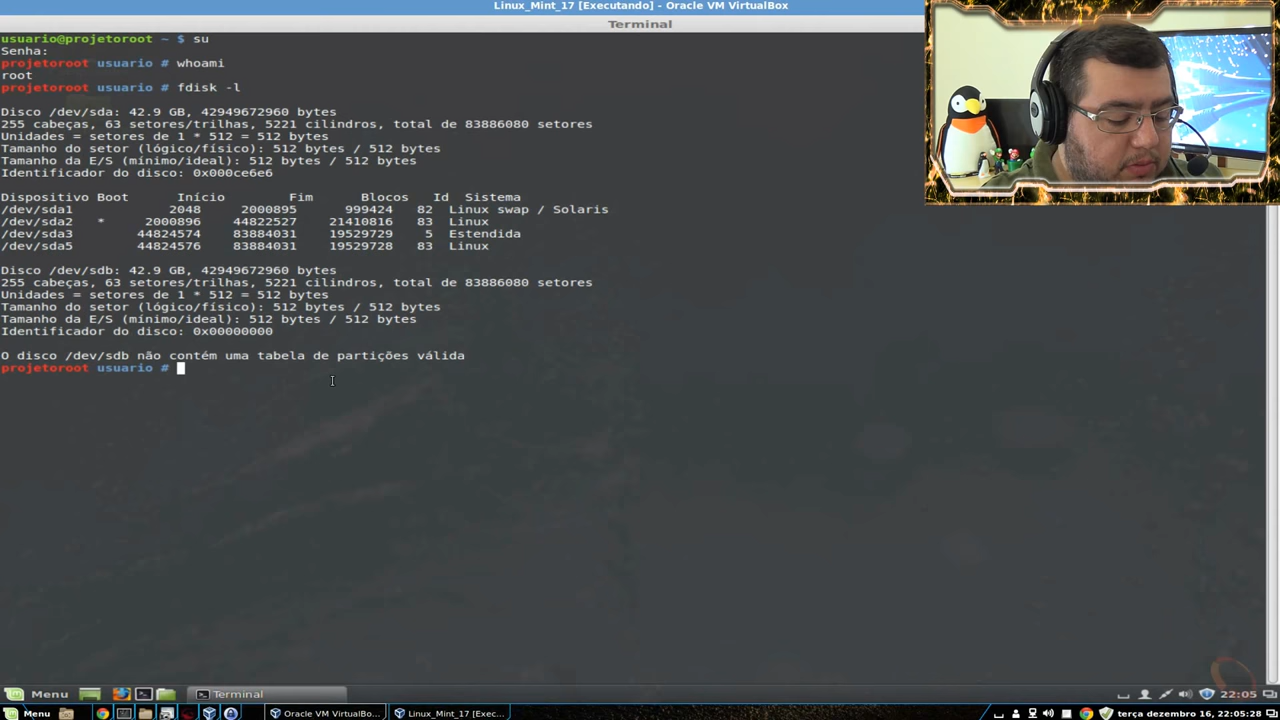 Linux_Mint_17 [Executando] - Oracle VM VirtualBox
Terminal
usuario@projetoroot ~ $ su
Senha:
projetoroot usuario # whoami
root
projetoroot usuario # fdisk -l
Disco /dev/sda: 42.9 GB, 42949672960 bytes
255 cabeças, 63 setores/trilhas, 5221 cilindros, total de 83886080 setores
Unidades = setores de 1 * 512 = 512 bytes
Tamanho do setor (lógico/físico): 512 bytes / 512 bytes
Tamanho da E/S (mínimo/ideal): 512 bytes / 512 bytes
Identificador do disco: 0x000ce6e6
Dispositivo Boot Início Fim Blocos Id Sistema
/dev/sda1 2048 2000895 999424 82 Linux swap / Solaris
/dev/sda2 * 2000896 44822527 21410816 83 Linux
/dev/sda3 44824574 83884031 19529729 5 Estendida
/dev/sda5 44824576 83884031 19529728 83 Linux
Disco /dev/sdb: 42.9 GB, 42949672960 bytes
255 cabeças, 63 setores/trilhas, 5221 cilindros, total de 83886080 setores
Unidades = setores de 1 * 512 = 512 bytes
Tamanho do setor (lógico/físico): 512 bytes / 512 bytes
Tamanho da E/S (mínimo/ideal): 512 bytes / 512 bytes
Identificador do disco: 0x00000000
O disco /dev/sdb não contém uma tabela de partições válida
projetoroot usuario #
Menu Terminal 22:05
Menu Oracle VM VirtualBo... Linux_Mint_17 [Exec... terça dezembro 16, 22:05:28